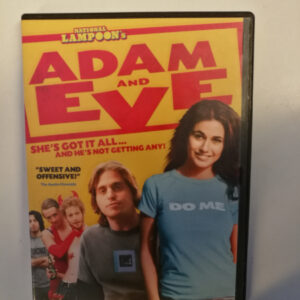 NATIONAL
LAMPOON's
ADAM
AND
EVE
SHE'S GOT IT ALL...
AND HE'S NOT GETTING ANY!
"SWEET AND
OFFENSIVE!"
DO ME